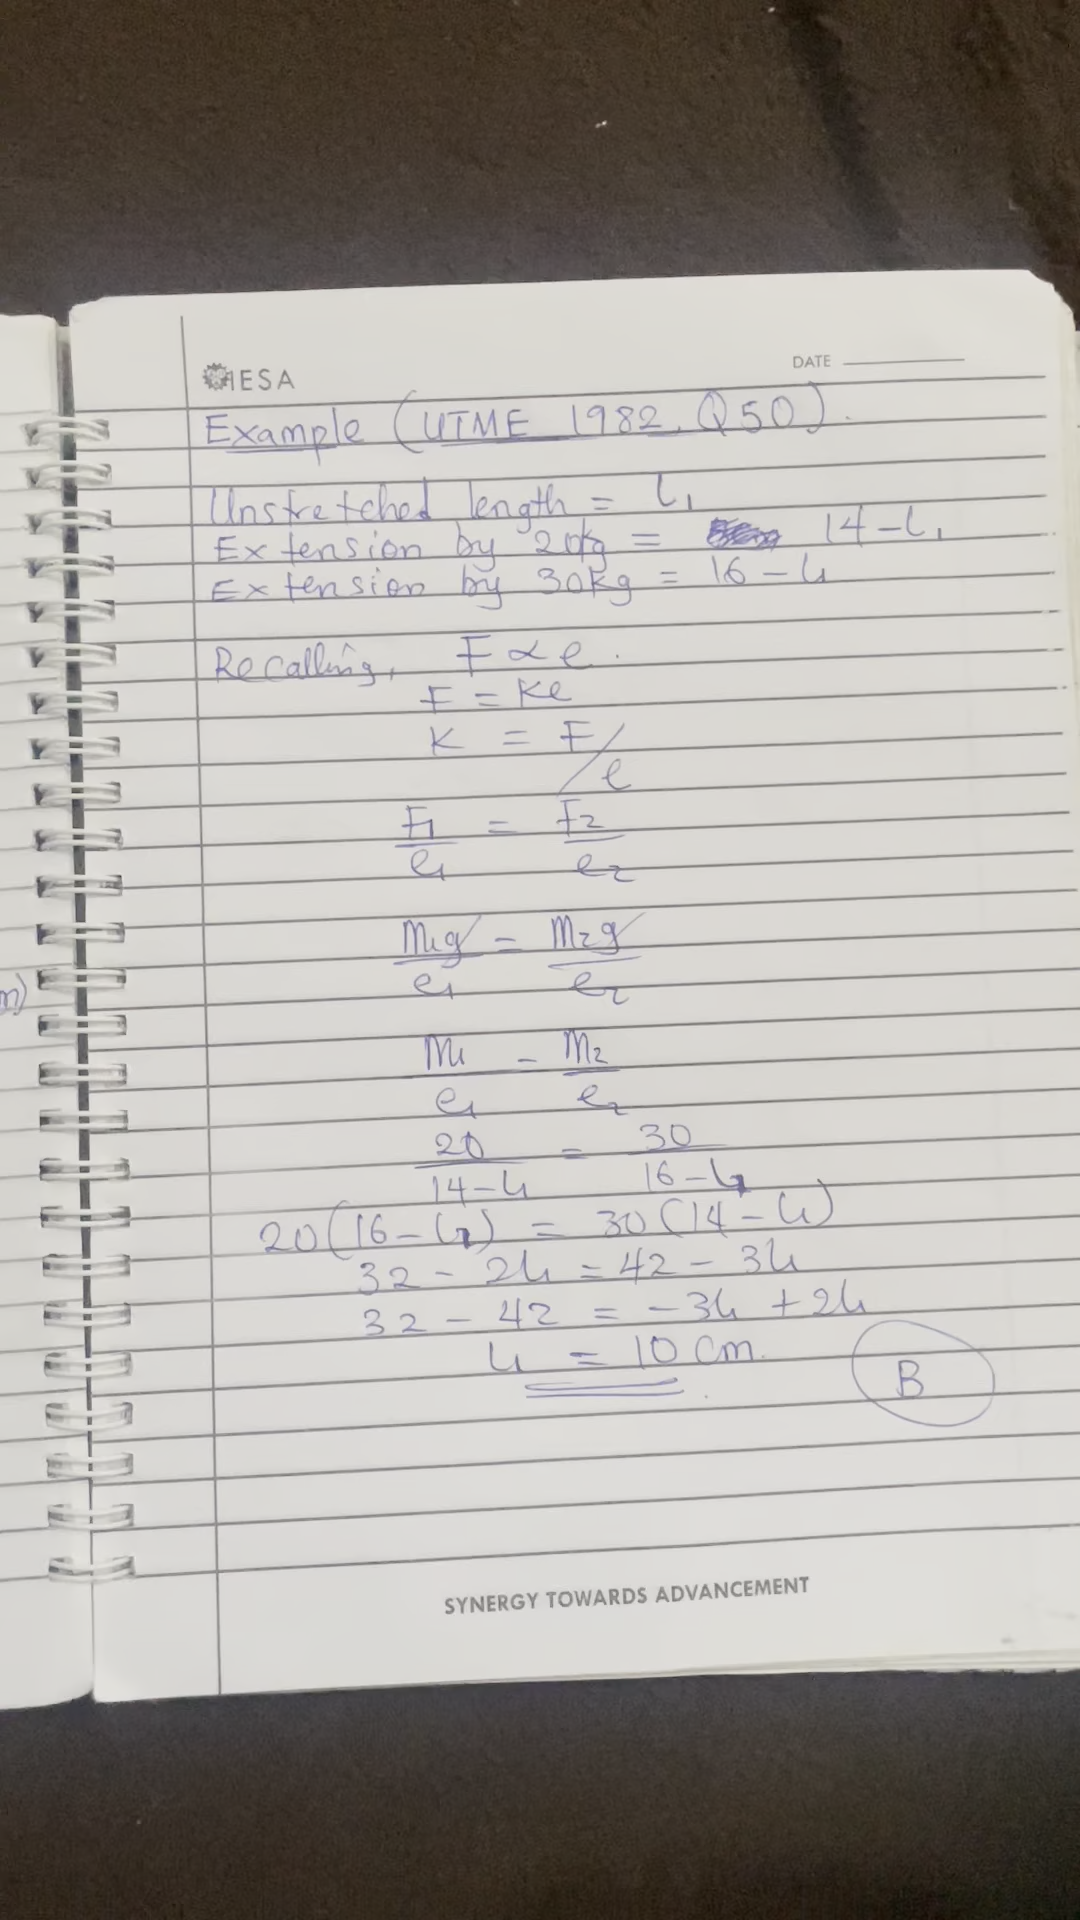 IESA
DATE
Example (UTME 1982, Q50).
Unstretched length = l₁
Extension by 20kg = 14 - l₁
Extension by 30kg = 16 - l₁
Recalling, F ∝ e.
F = Ke
K = F/e
F₁/e₁ = F₂/e₂
M₁g/e₁ = M₂g/e₂
M₁/e₁ = M₂/e₂
20/14-l₁ = 30/16-l₁
20(16-l₁) = 30(14-l₁)
32 - 2l₁ = 42 - 3l₁
32 - 42 = -3l₁ + 2l₁
l₁ = 10 cm.
B
SYNERGY TOWARDS ADVANCEMENT